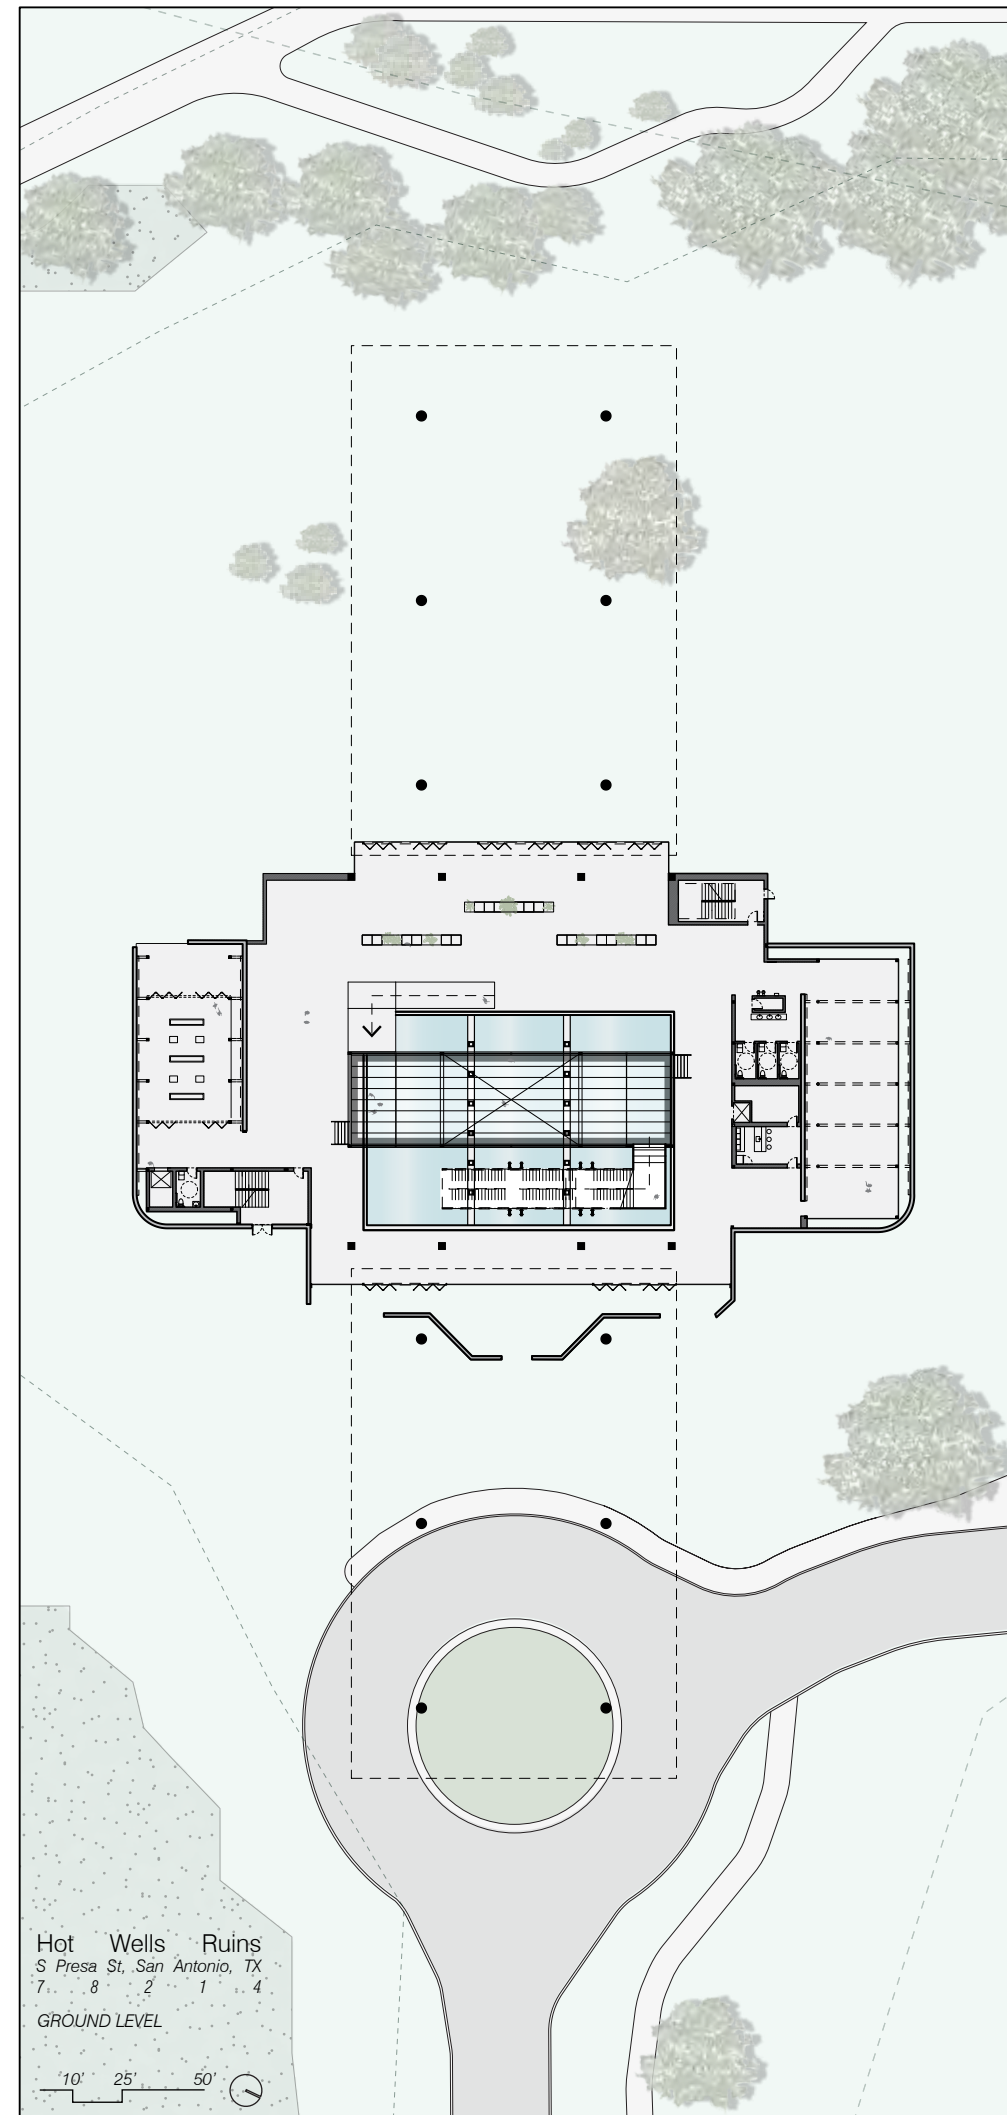 Hot Wells Ruins
S Presa St, San Antonio, TX
7 8 2 1 4
GROUND LEVEL
10' 25' 50'